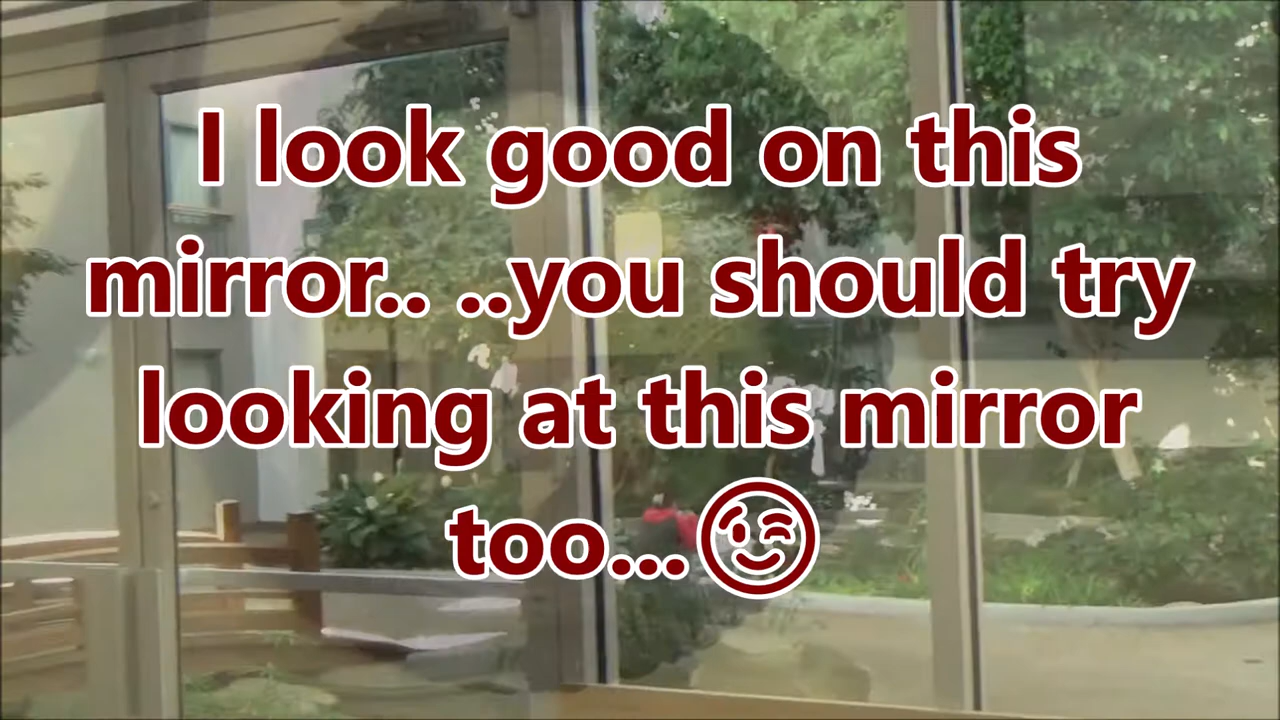 I look good on this
mirror.. ..you should try
looking at this mirror
too...😉